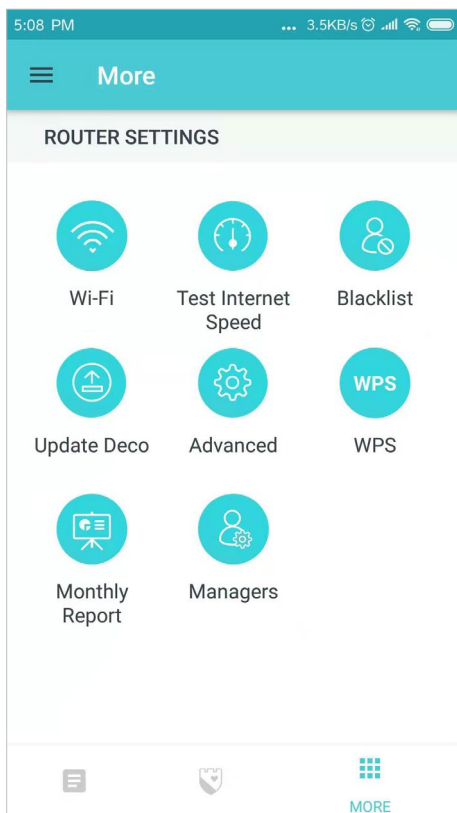 5:08 PM ... 3.5KB/s
More
ROUTER SETTINGS
Wi-Fi Test Internet Blacklist
Speed
WPS
Update Deco Advanced WPS
Monthly Managers
Report
MORE